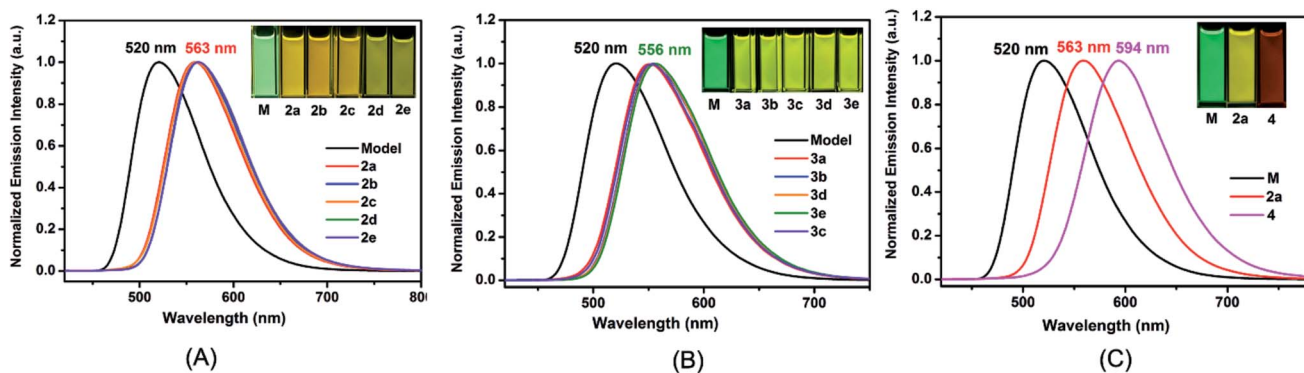 1.2
1.0
0.8
0.6
0.4
0.2
0.0
Normalized Emission Intensity (a.u.)
520 nm 563 nm
M 2a 2b 2c 2d 2e
Model
2a
2b
2c
2d
2e
500 600 700 80
Wavelength (nm)
(A)
1.2
1.0
0.8
0.6
0.4
0.2
0.0
Normalized Emission Intensity (a.u.)
520 nm 556 nm
M 3a 3b 3c 3d 3e
Model
3a
3b
3d
3e
3c
500 600 700
Wavelength (nm)
(B)
1.2
1.0
0.8
0.6
0.4
0.2
0.0
Normalized Emission Intensity (a.u.)
520 nm 563 nm 594 nm
M 2a 4
M
2a
4
500 600 700
Wavelength (nm)
(C)